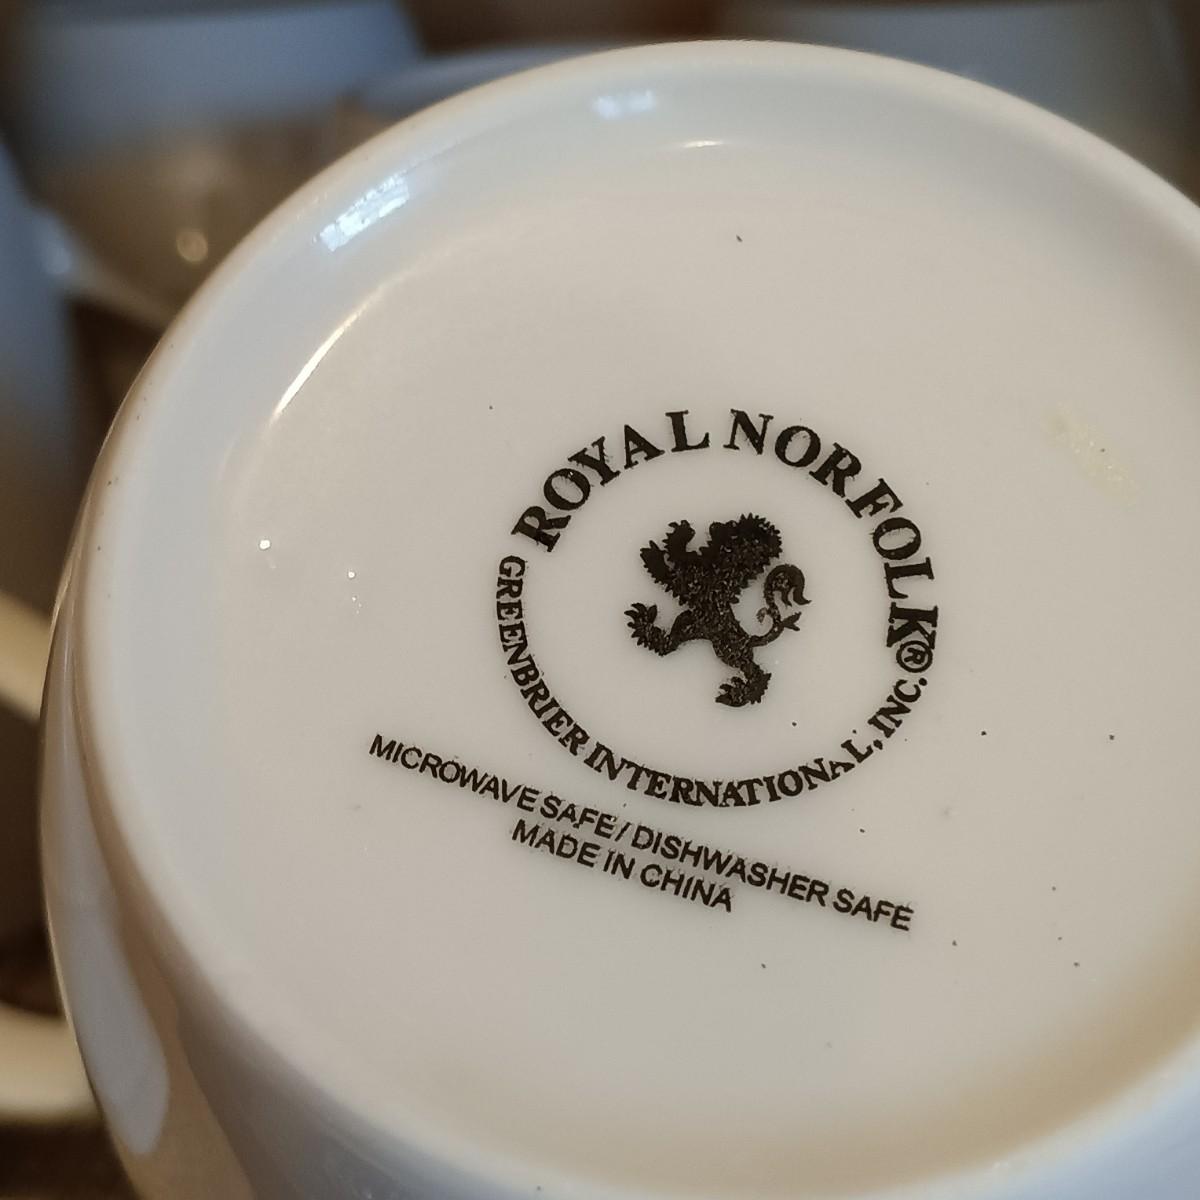 ROYAL NORFOLK®
GREENBRIER INTERNATIONAL, INC.
MICROWAVE SAFE / DISHWASHER SAFE
MADE IN CHINA